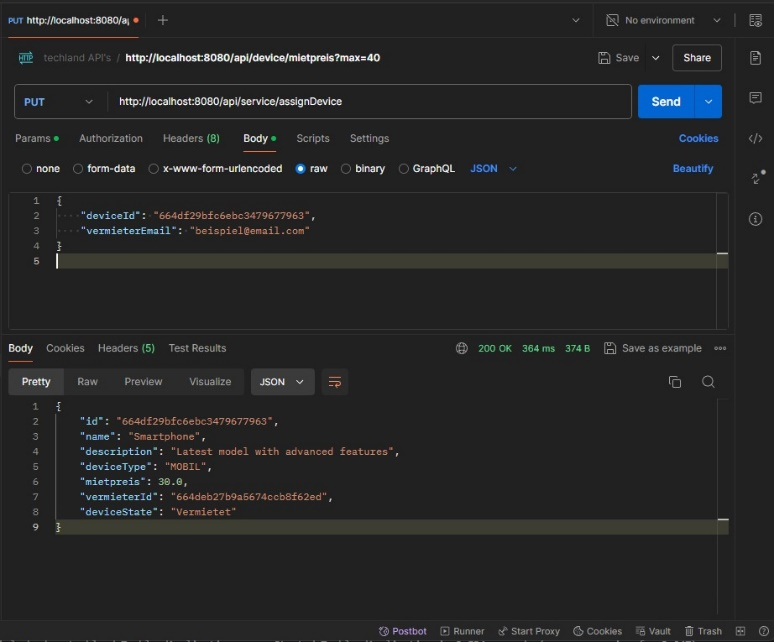 PUT http://localhost:8080/a
No environment
techland API's / http://localhost:8080/api/device/mietpreis?max=40
Save
Share
PUT
http://localhost:8080/api/service/assignDevice
Send
Params
Authorization
Headers (8)
Body
Scripts
Settings
Cookies
none
form-data
x-www-form-urlencoded
raw
binary
GraphQL
JSON
Beautify
1 {
2 "deviceId": "664df29bfc6ebc3479677963",
3 "vermieterEmail": "beispiel@email.com"
4 }
5
Body
Cookies
Headers (5)
Test Results
200 OK
364 ms
374 B
Save as example
Pretty
Raw
Preview
Visualize
JSON
1 {
2 "id": "664df29bfc6ebc3479677963",
3 "name": "Smartphone",
4 "description": "Latest model with advanced features",
5 "deviceType": "MOBIL",
6 "mietpreis": 30.0,
7 "vermieterId": "664deb27b9a5674ccb8f62ed",
8 "deviceState": "Vermietet"
9 }
Postbot
Runner
Start Proxy
Cookies
Vault
Trash